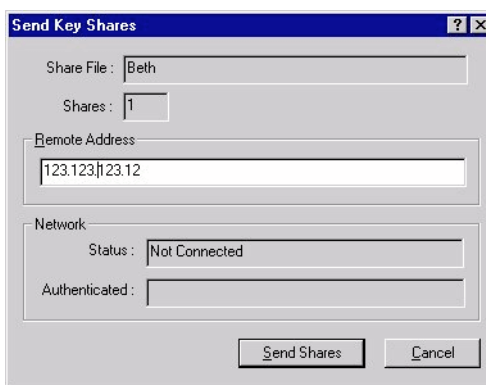 Send Key Shares
Share File : Beth
Shares : 1
Remote Address
123.123.123.12
Network
Status : Not Connected
Authenticated :
Send Shares Cancel